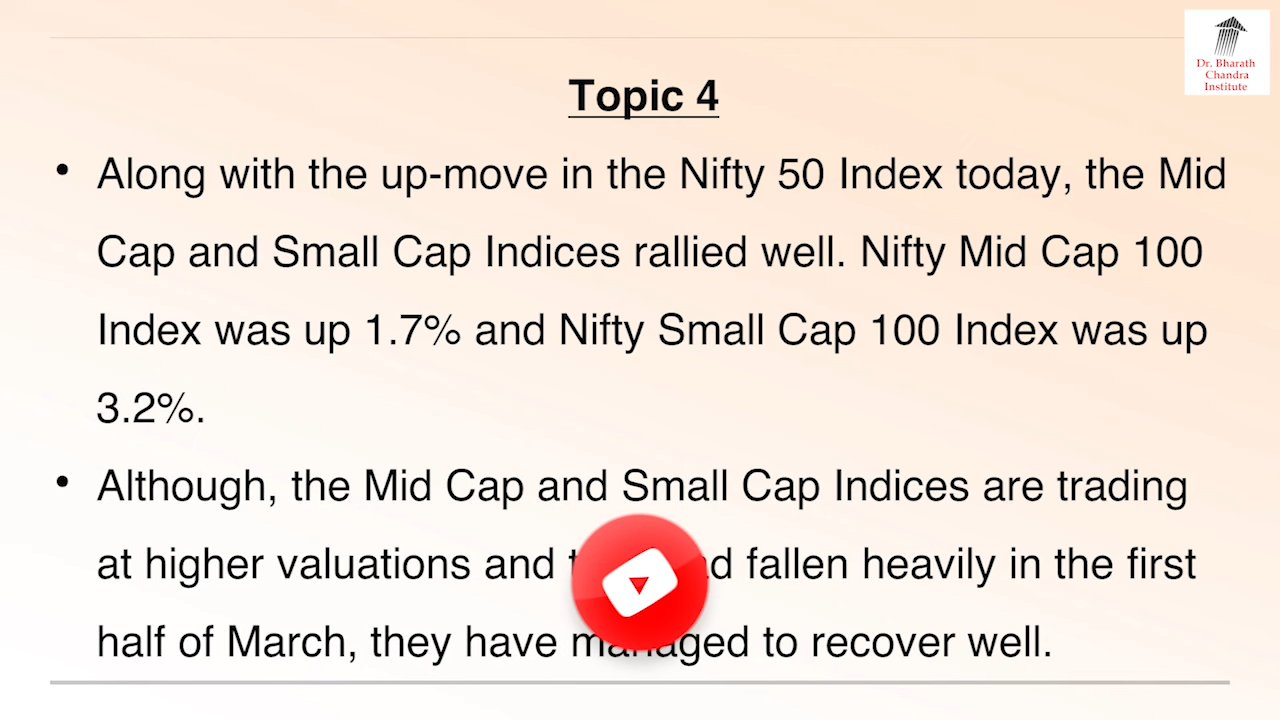 Dr. Bharath
Chandra
Institute
Topic 4
• Along with the up-move in the Nifty 50 Index today, the Mid
Cap and Small Cap Indices rallied well. Nifty Mid Cap 100
Index was up 1.7% and Nifty Small Cap 100 Index was up
3.2%.
• Although, the Mid Cap and Small Cap Indices are trading
at higher valuations and fallen heavily in the first
half of March, they have managed to recover well.